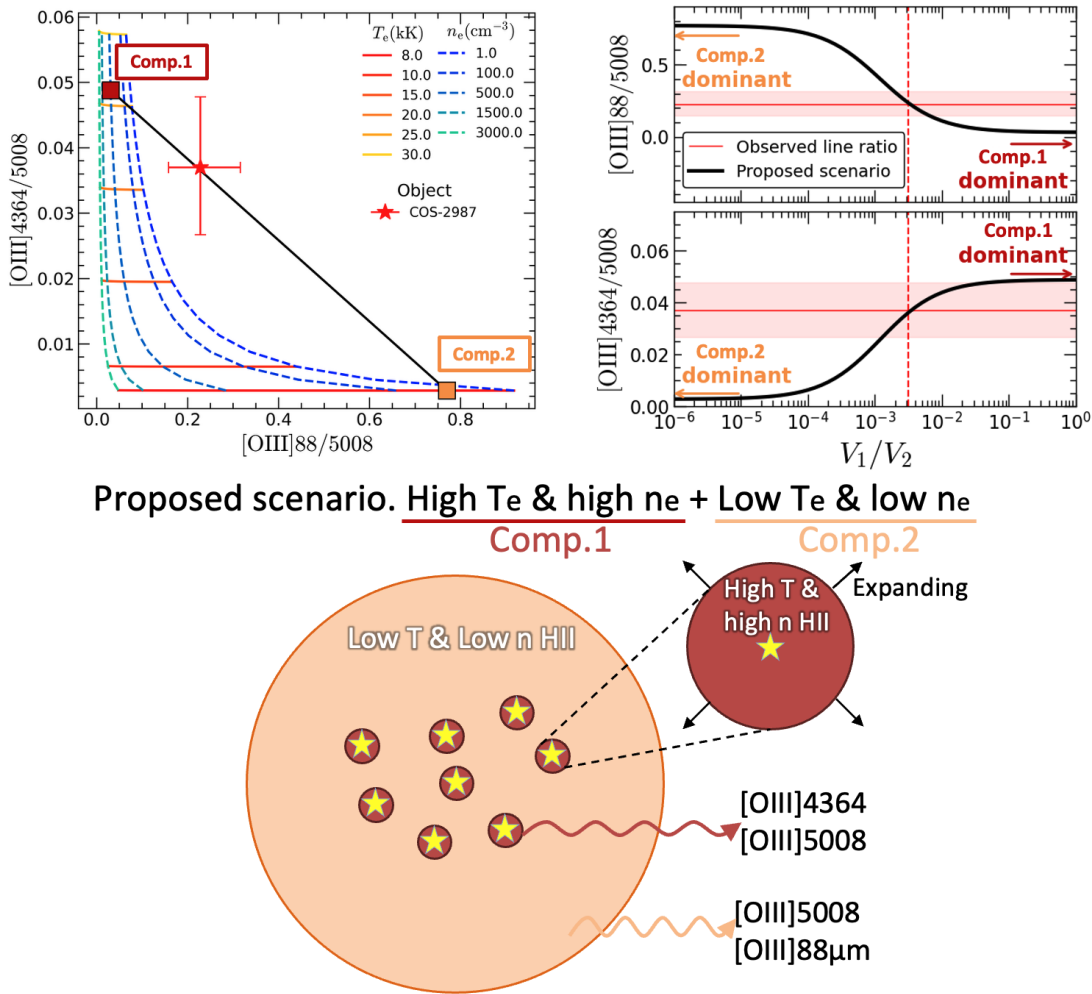 0.06
0.05
0.04
0.03
0.02
0.01
[OIII]4364/5008
0.0
0.2
0.4
0.6
0.8
[OIII]88/5008
Comp.1
Comp.2
Te(kK)
8.0
10.0
15.0
20.0
25.0
30.0
ne(cm−3)
1.0
100.0
500.0
1500.0
3000.0
Object
COS-2987
[OIII]88/5008
0.5
0.0
Comp.2
dominant
Observed line ratio
Proposed scenario
Comp.1
dominant
[OIII]4364/5008
0.06
0.04
0.02
0.00
Comp.1
dominant
Comp.2
dominant
10−6
10−5
10−4
10−3
10−2
10−1
100
V1/V2
Proposed scenario. High Te & high ne + Low Te & low ne
Comp.1
Comp.2
Low T & Low n HII
High T &
high n HII
Expanding
[OIII]4364
[OIII]5008
[OIII]5008
[OIII]88μm